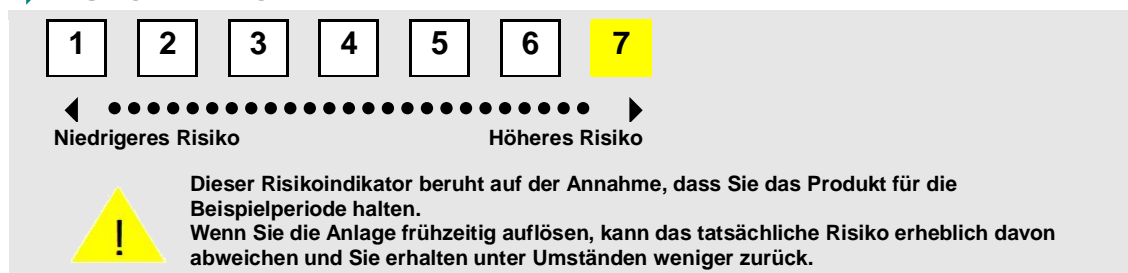 1 2 3 4 5 6 7
Niedrigeres Risiko Höheres Risiko
Dieser Risikoindikator beruht auf der Annahme, dass Sie das Produkt für die
Beispielperiode halten.
! Wenn Sie die Anlage frühzeitig auflösen, kann das tatsächliche Risiko erheblich davon
abweichen und Sie erhalten unter Umständen weniger zurück.